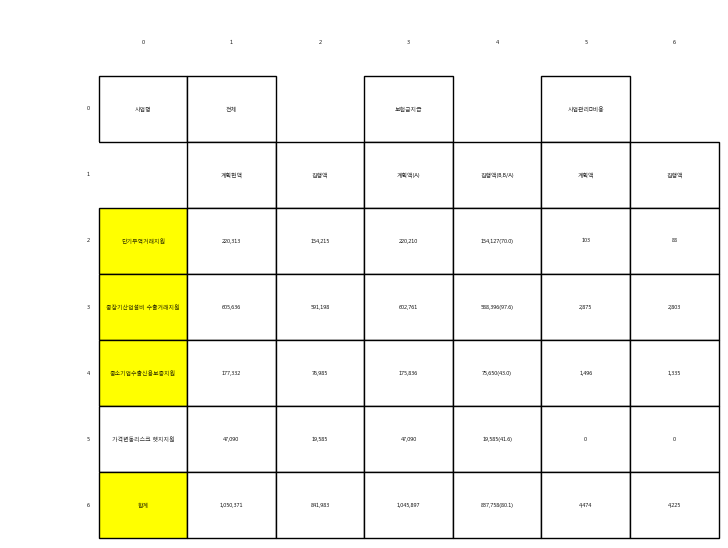 0 1 2 3 4 5 6
0 사업명 전체 보험금지급 사업관리비용
1 계획현액 집행액 계획액(A) 집행액(B,B/A) 계획액 집행액
2 단기무역거래지원 220,313 154,215 220,210 154,127(70.0) 103 88
3 중장기산업설비 수출거래지원 605,636 591,198 602,761 588,396(97.6) 2,875 2,803
4 중소기업수출신용보증지원 177,332 76,985 175,836 75,650(43.0) 1,496 1,335
5 가격변동리스크 헷지지원 47,090 19,585 47,090 19,585(41.6) 0 0
6 합계 1,050,371 841,983 1,045,897 837,758(80.1) 4,474 4,225